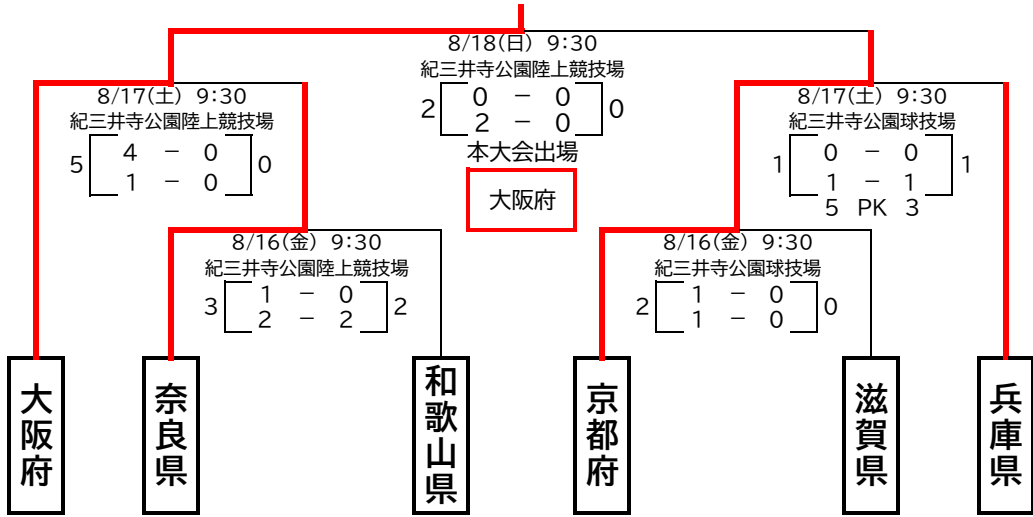 8/18(日) 9:30
紀三井寺公園陸上競技場
2 0 － 0 0
2 － 0
本大会出場
大阪府
8/17(土) 9:30
紀三井寺公園陸上競技場
5 4 － 0 0
1 － 0
8/17(土) 9:30
紀三井寺公園球技場
1 0 － 0 1
1 － 1
5 PK 3
8/16(金) 9:30
紀三井寺公園陸上競技場
3 1 － 0 2
2 － 2
8/16(金) 9:30
紀三井寺公園球技場
2 1 － 0 0
1 － 0
大阪府
奈良県
和歌山県
京都府
滋賀県
兵庫県